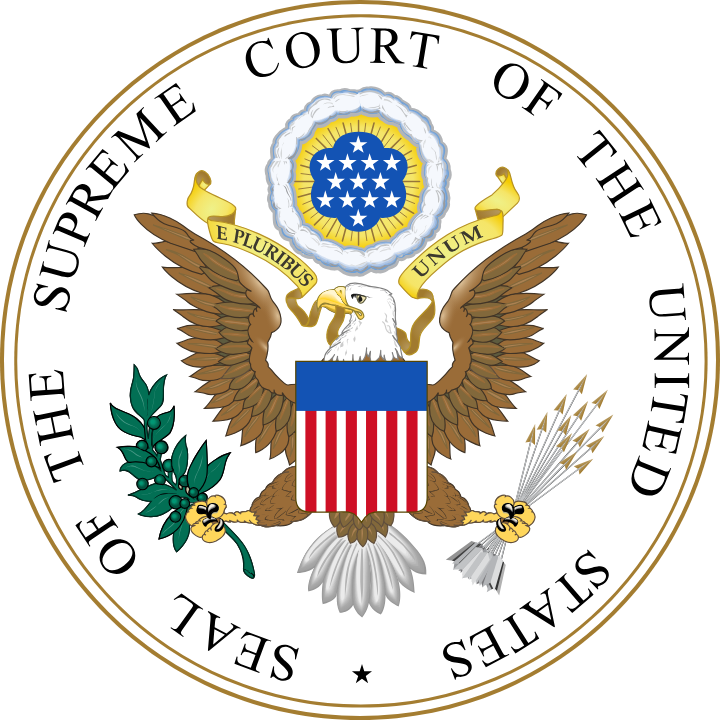 SEAL OF THE SUPREME COURT OF THE UNITED STATES
E PLURIBUS UNUM